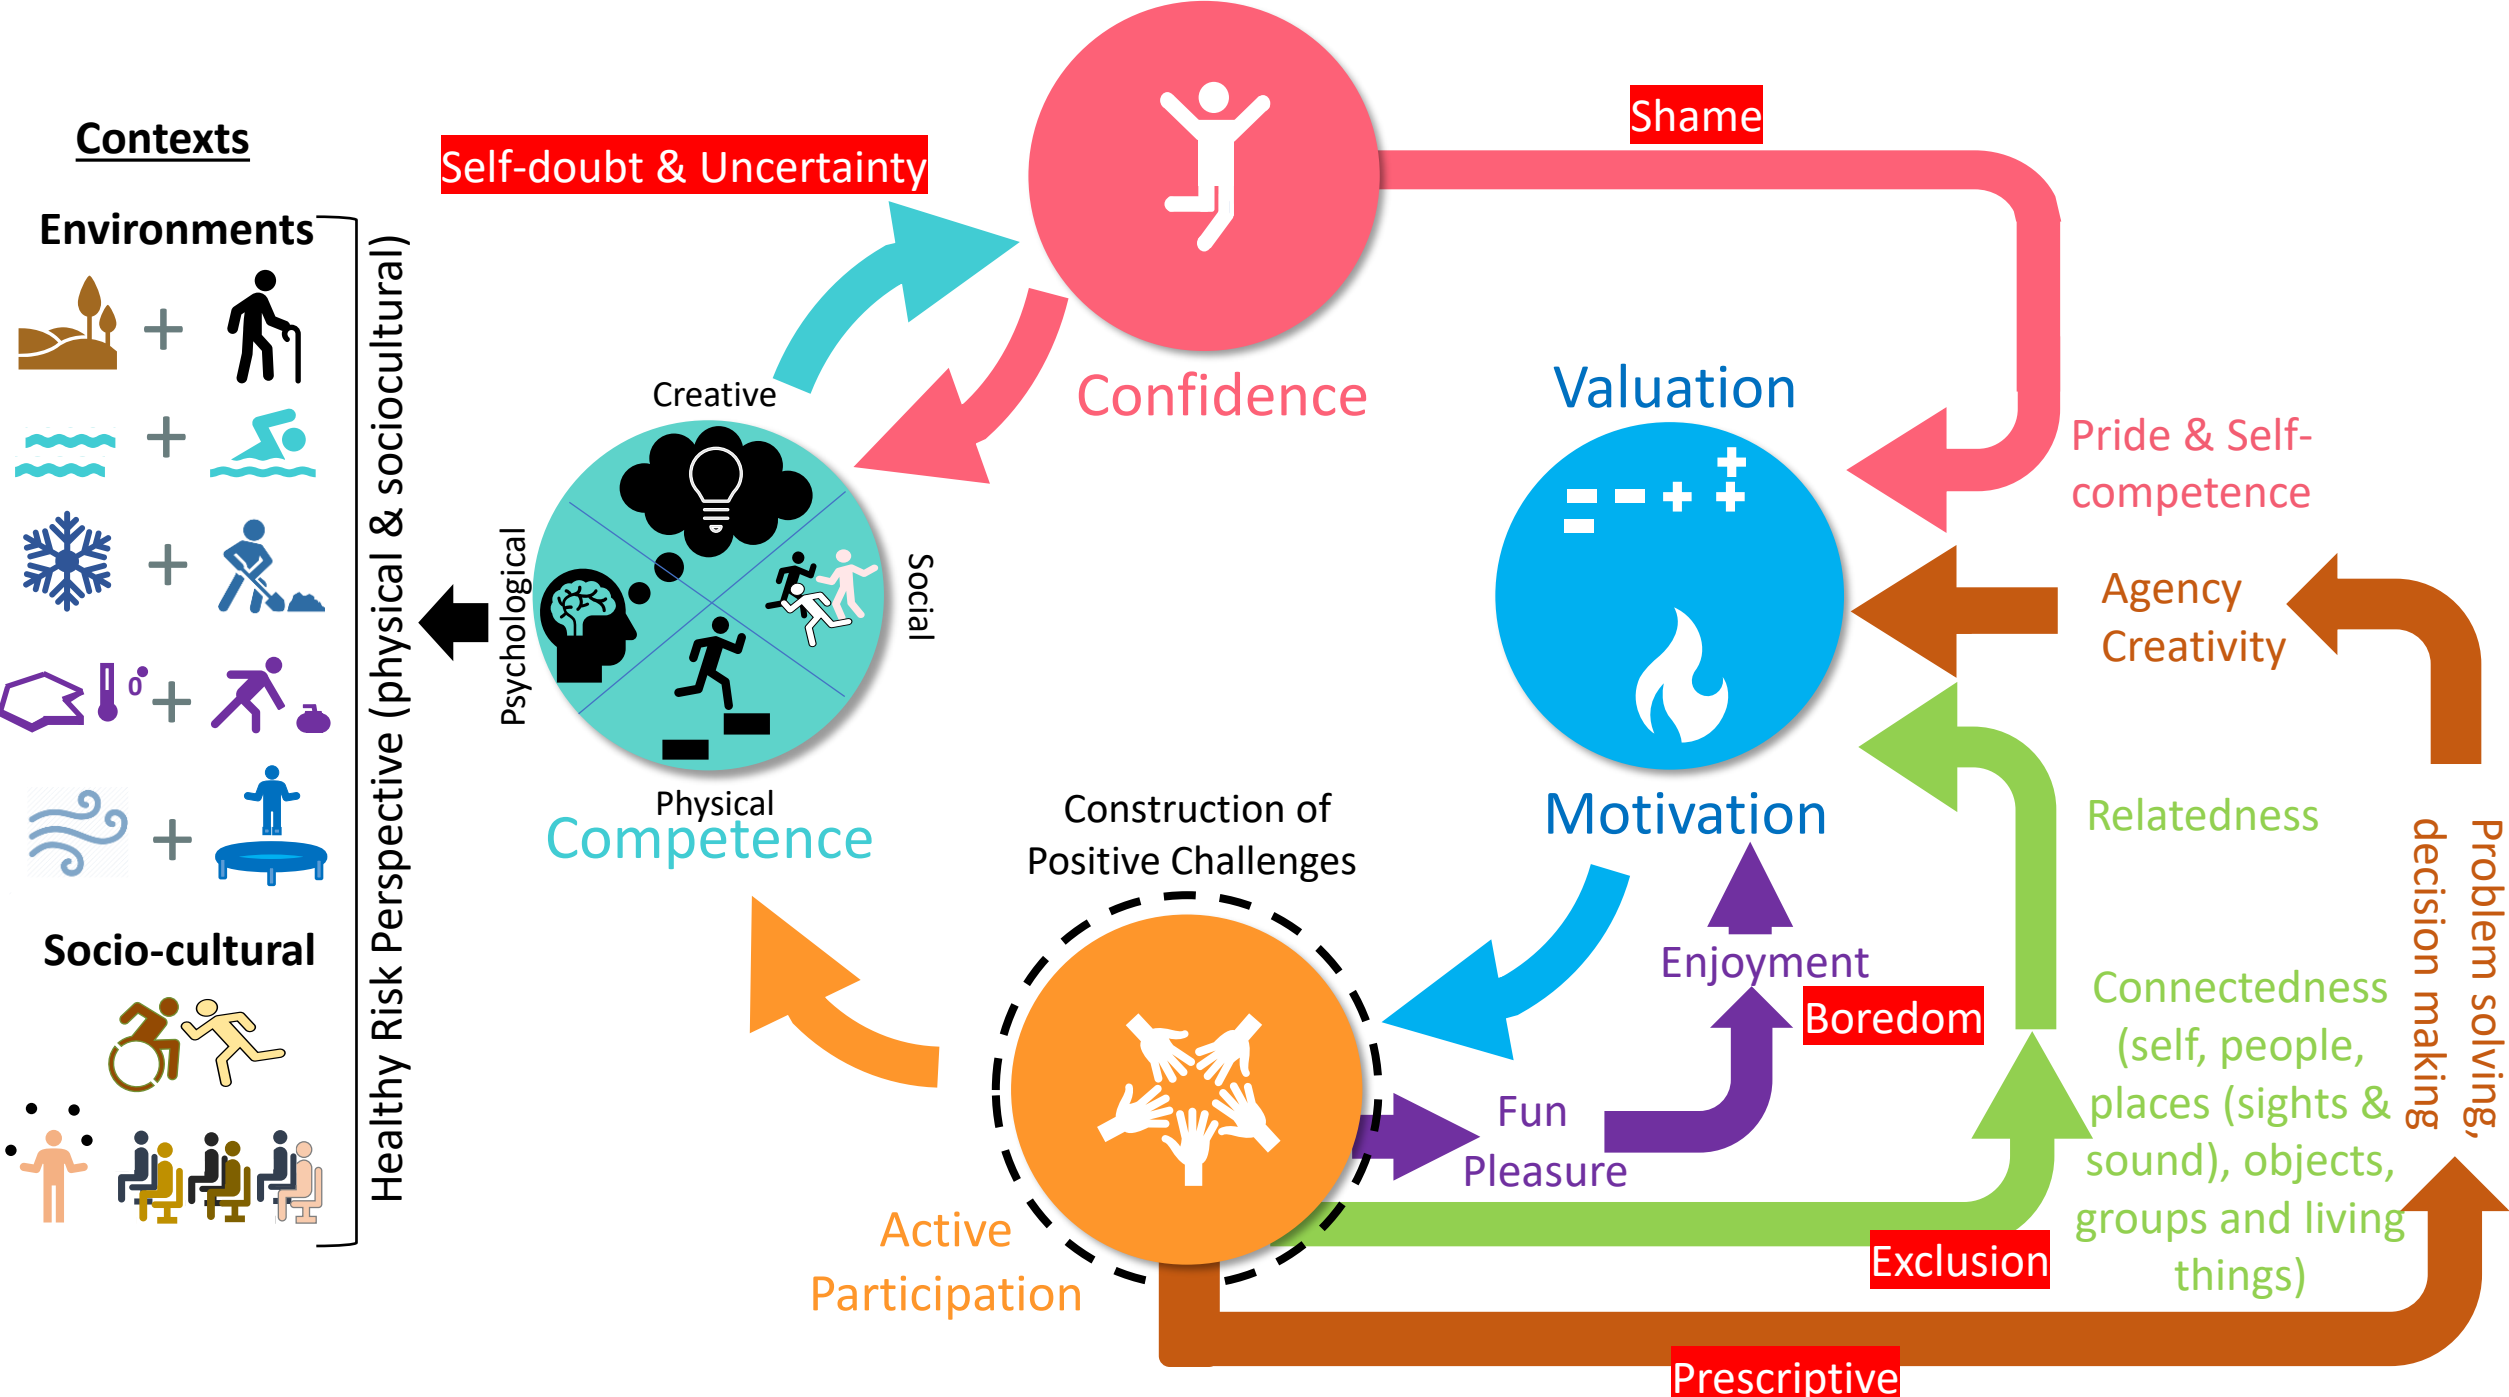 Contexts
Environments
Socio-cultural
Healthy Risk Perspective (physical & sociocultural)
0
Self-doubt & Uncertainty
Creative
Psychological
Social
Physical
Competence
Confidence
Shame
Valuation
Motivation
Pride & Self-
competence
Agency
Creativity
Relatedness
Construction of
Positive Challenges
Active
Participation
Enjoyment
Boredom
Fun
Pleasure
Connectedness
(self, people,
places (sights &
sound), objects,
groups and living
things)
Exclusion
Problem solving,
decision making
Prescriptive